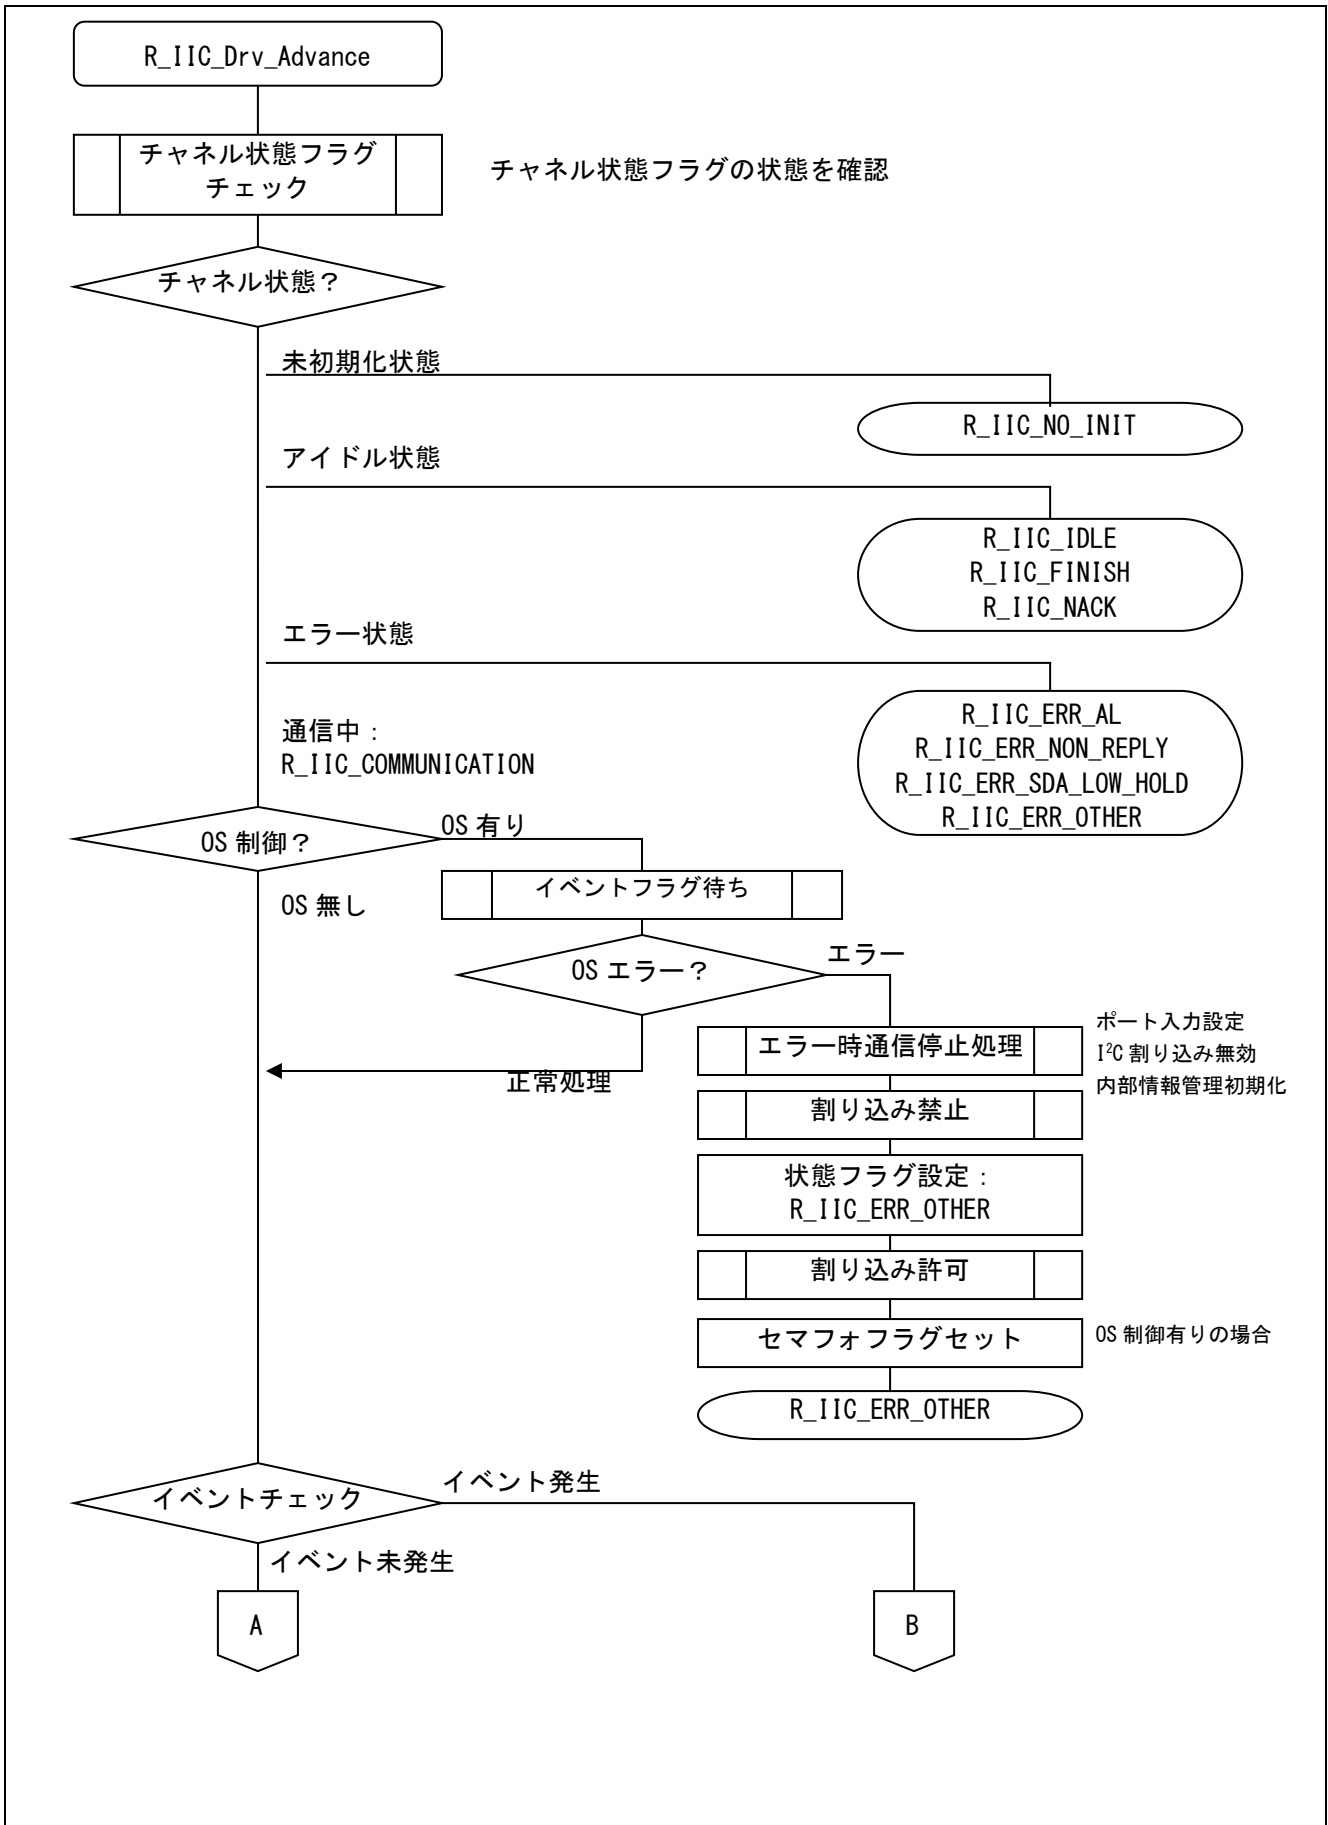 R_IIC_Drv_Advance
チャネル状態フラグ
チェック
チャネル状態フラグの状態を確認
チャネル状態？
未初期化状態
R_IIC_NO_INIT
アイドル状態
R_IIC_IDLE
R_IIC_FINISH
R_IIC_NACK
エラー状態
R_IIC_ERR_AL
R_IIC_ERR_NON_REPLY
R_IIC_ERR_SDA_LOW_HOLD
R_IIC_ERR_OTHER
通信中：
R_IIC_COMMUNICATION
OS 制御？
OS 有り
OS 無し
イベントフラグ待ち
OS エラー？
エラー
正常処理
エラー時通信停止処理
ポート入力設定
I²C 割り込み無効
内部情報管理初期化
割り込み禁止
状態フラグ設定：
R_IIC_ERR_OTHER
割り込み許可
セマフォフラグセット
OS 制御有りの場合
R_IIC_ERR_OTHER
イベントチェック
イベント発生
イベント未発生
A
B